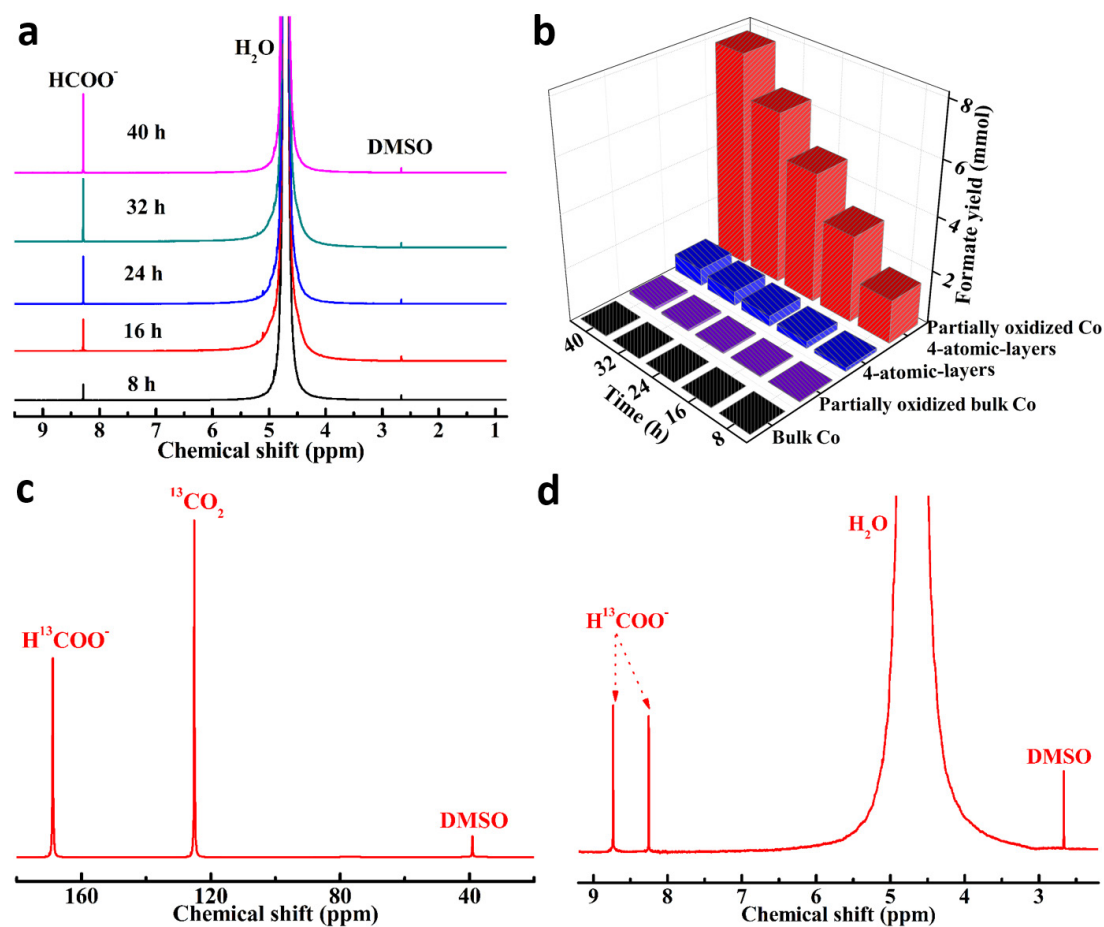 a
HCOO⁻
H₂O
DMSO
40 h
32 h
24 h
16 h
8 h
9 8 7 6 5 4 3 2 1
Chemical shift (ppm)
b
8
6
4
2
Formate yield (mmol)
Partially oxidized Co
4-atomic-layers
4-atomic-layers
Partially oxidized bulk Co
Bulk Co
40
32
24
16
8
Time (h)
c
¹³CO₂
H¹³COO⁻
DMSO
160 120 80 40
Chemical shift (ppm)
d
H₂O
H¹³COO⁻
DMSO
9 8 7 6 5 4 3
Chemical shift (ppm)